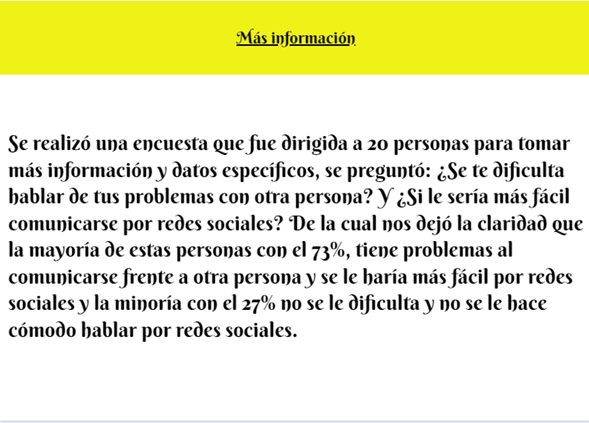 Más información
Se realizó una encuesta que fue dirigida a 20 personas para tomar
más información y datos específicos, se preguntó: ¿Se te dificulta
hablar de tus problemas con otra persona? Y ¿Si le sería más fácil
comunicarse por redes sociales? De la cual nos dejó la claridad que
la mayoría de estas personas con el 73%, tiene problemas al
comunicarse frente a otra persona y se le haría más fácil por redes
sociales y la minoría con el 27% no se le dificulta y no se le hace
cómodo hablar por redes sociales.